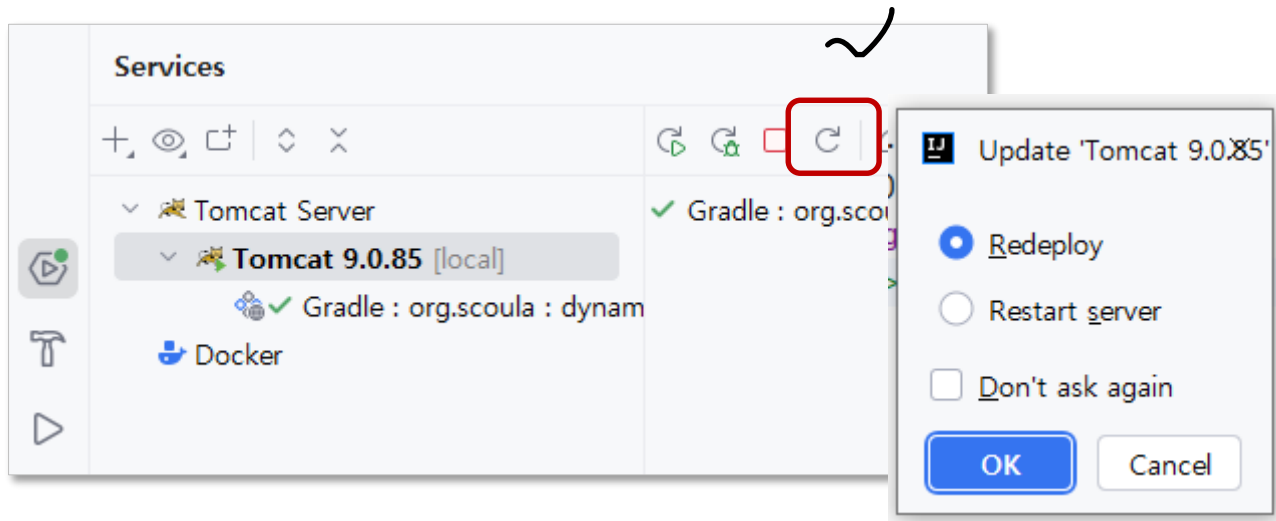 Services
Tomcat Server
Tomcat 9.0.85 [local]
Gradle : org.scoula : dynam
Docker
Gradle : org.scou
IJ
Update 'Tomcat 9.0.85'
Redeploy
Restart server
Don't ask again
OK
Cancel